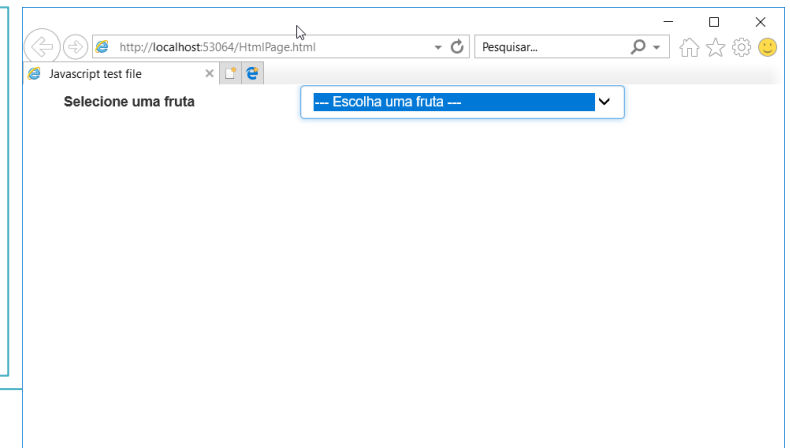 http://localhost:53064/HtmlPage.html
Pesquisar...
Javascript test file
Selecione uma fruta
--- Escolha uma fruta ---